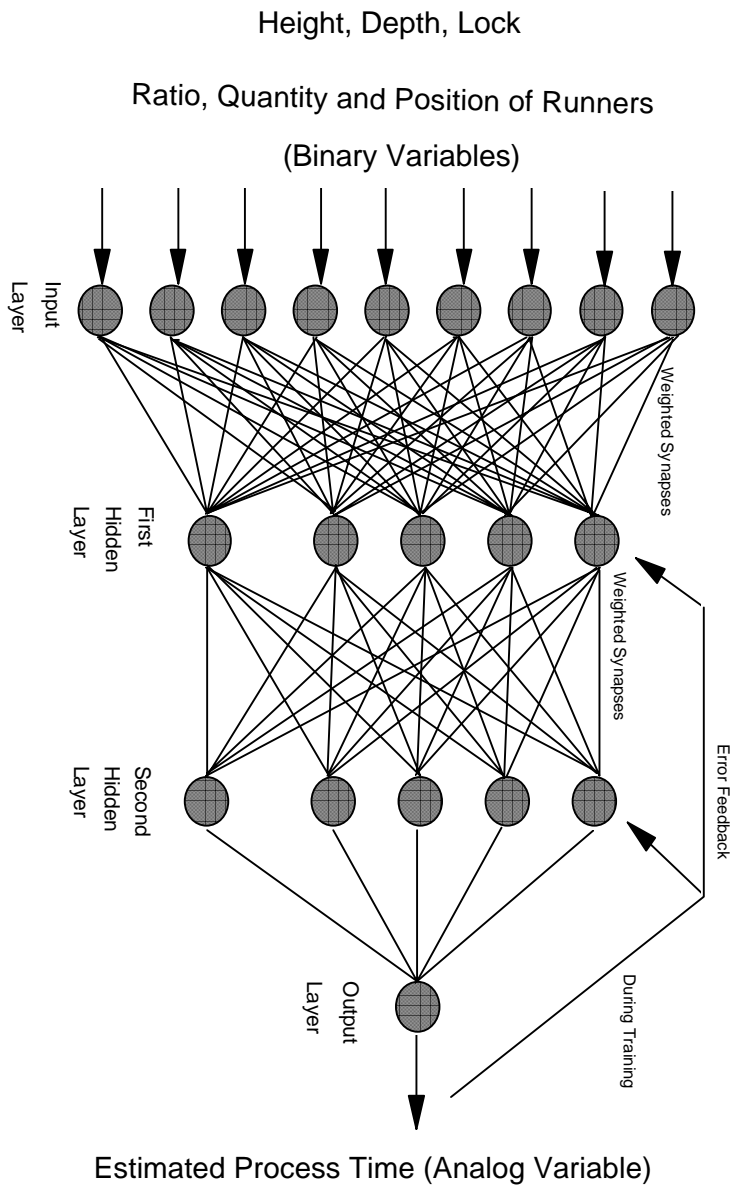 Height, Depth, Lock
Ratio, Quantity and Position of Runners
(Binary Variables)
Input
Layer
Weighted Synapses
First
Hidden
Layer
Weighted Synapses
Error Feedback
Second
Hidden
Layer
During Training
Output
Layer
Estimated Process Time (Analog Variable)